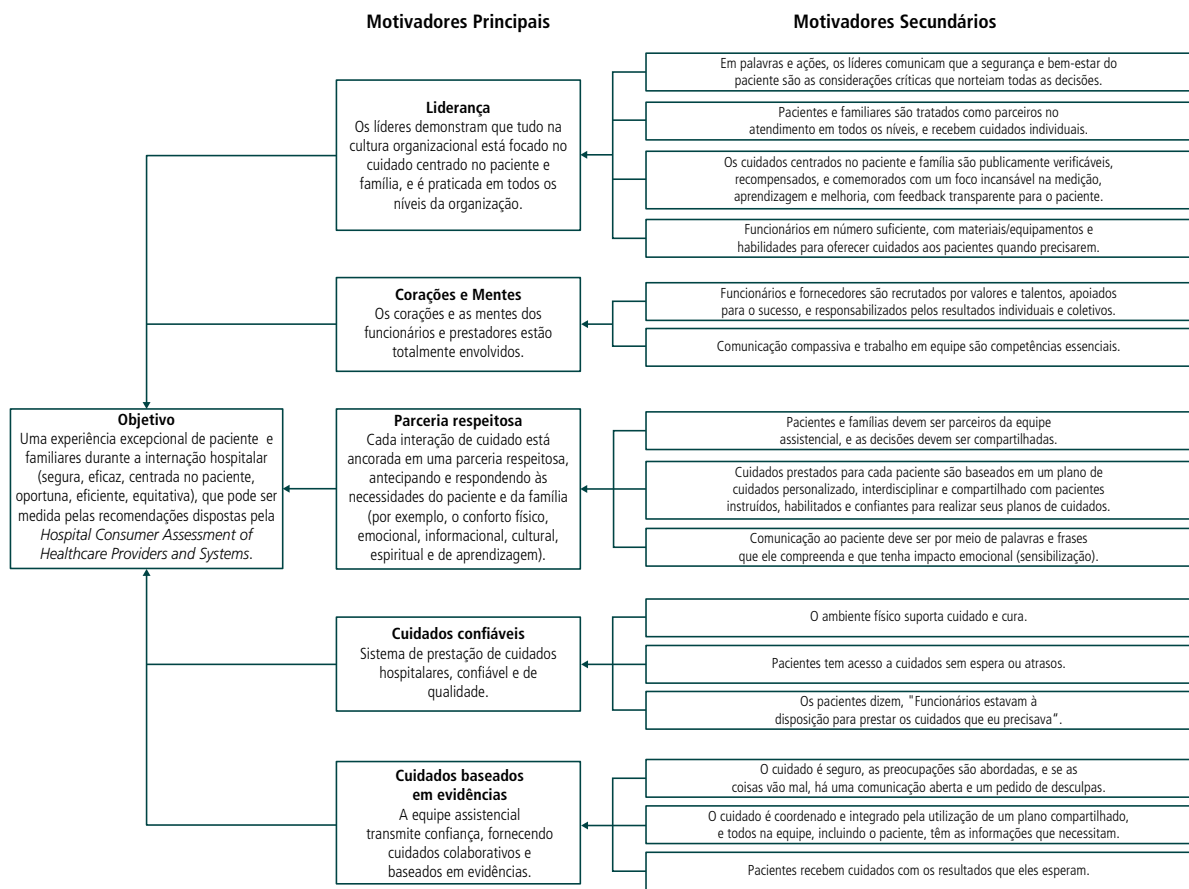 Motivadores Principais
Motivadores Secundários
Liderança
Os líderes demonstram que tudo na
cultura organizacional está focado no
cuidado centrado no paciente e
família, e é praticada em todos os
níveis da organização.
Em palavras e ações, os líderes comunicam que a segurança e bem-estar do
paciente são as considerações críticas que norteiam todas as decisões.
Pacientes e familiares são tratados como parceiros no
atendimento em todos os níveis, e recebem cuidados individuais.
Os cuidados centrados no paciente e família são publicamente verificáveis,
recompensados, e comemorados com um foco incansável na medição,
aprendizagem e melhoria, com feedback transparente para o paciente.
Funcionários em número suficiente, com materiais/equipamentos e
habilidades para oferecer cuidados aos pacientes quando precisarem.
Corações e Mentes
Os corações e as mentes dos
funcionários e prestadores estão
totalmente envolvidos.
Funcionários e fornecedores são recrutados por valores e talentos, apoiados
para o sucesso, e responsabilizados pelos resultados individuais e coletivos.
Comunicação compassiva e trabalho em equipe são competências essenciais.
Objetivo
Uma experiência excepcional de paciente e
familiares durante a internação hospitalar
(segura, eficaz, centrada no paciente,
oportuna, eficiente, equitativa), que pode ser
medida pelas recomendações dispostas pela
Hospital Consumer Assessment of
Healthcare Providers and Systems.
Parceria respeitosa
Cada interação de cuidado está
ancorada em uma parceria respeitosa,
antecipando e respondendo às
necessidades do paciente e da família
(por exemplo, o conforto físico,
emocional, informacional, cultural,
espiritual e de aprendizagem).
Pacientes e famílias devem ser parceiros da equipe
assistencial, e as decisões devem ser compartilhadas.
Cuidados prestados para cada paciente são baseados em um plano de
cuidados personalizado, interdisciplinar e compartilhado com pacientes
instruídos, habilitados e confiantes para realizar seus planos de cuidados.
Comunicação ao paciente deve ser por meio de palavras e frases
que ele compreenda e que tenha impacto emocional (sensibilização).
Cuidados confiáveis
Sistema de prestação de cuidados
hospitalares, confiável e de
qualidade.
O ambiente físico suporta cuidado e cura.
Pacientes tem acesso a cuidados sem espera ou atrasos.
Os pacientes dizem, "Funcionários estavam à
disposição para prestar os cuidados que eu precisava”.
Cuidados baseados
em evidências
A equipe assistencial
transmite confiança, fornecendo
cuidados colaborativos e
baseados em evidências.
O cuidado é seguro, as preocupações são abordadas, e se as
coisas vão mal, há uma comunicação aberta e um pedido de desculpas.
O cuidado é coordenado e integrado pela utilização de um plano compartilhado,
e todos na equipe, incluindo o paciente, têm as informações que necessitam.
Pacientes recebem cuidados com os resultados que eles esperam.